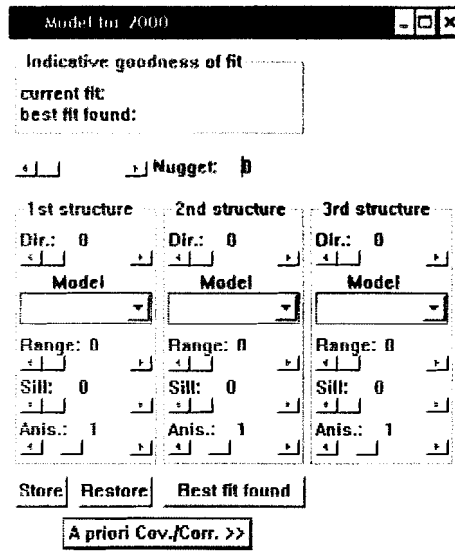 Model for 2000
Indicative goodness of fit
current fit:
best fit found:
Nugget: 0
1st structure 2nd structure 3rd structure
Dir.: 0 Dir.: 0 Dir.: 0
Model Model Model
Range: 0 Range: 0 Range: 0
Sill: 0 Sill: 0 Sill: 0
Anis.: 1 Anis.: 1 Anis.: 1
Store Restore Best fit found
A priori Cov./Corr. >>